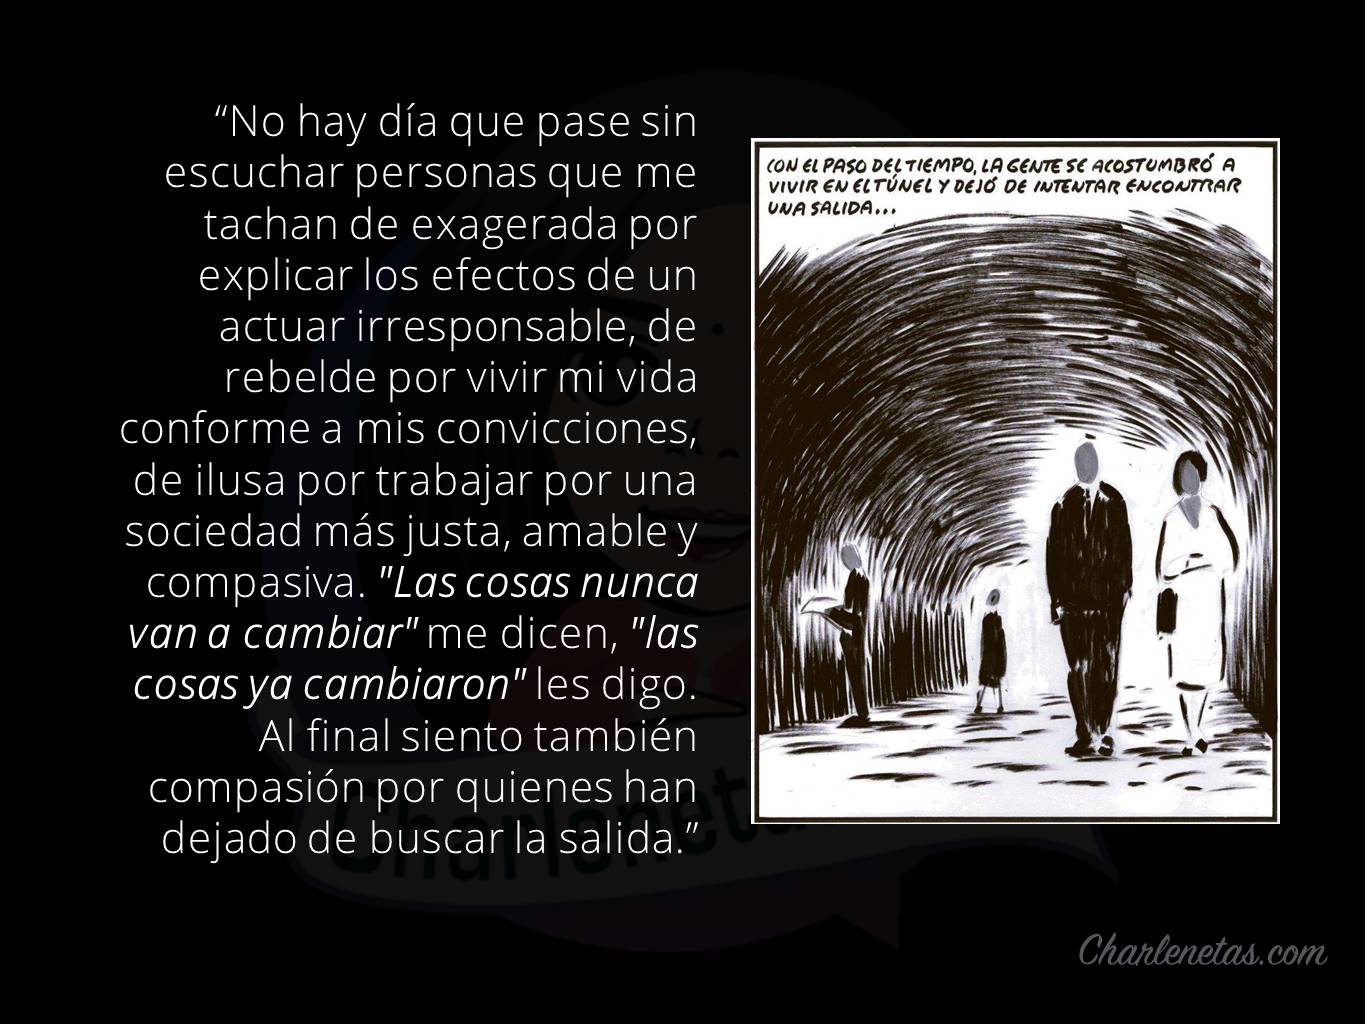 “No hay día que pase sin
escuchar personas que me
tachan de exagerada por
explicar los efectos de un
actuar irresponsable, de
rebelde por vivir mi vida
conforme a mis convicciones,
de ilusa por trabajar por una
sociedad más justa, amable y
compasiva. "Las cosas nunca
van a cambiar" me dicen, "las
cosas ya cambiaron" les digo.
Al final siento también
compasión por quienes han
dejado de buscar la salida.”
CON EL PASO DEL TIEMPO, LA GENTE SE ACOSTUMBRÓ A
VIVIR EN EL TÚNEL Y DEJÓ DE INTENTAR ENCONTRAR
UNA SALIDA...
Charlenetas
Charlenetas.com